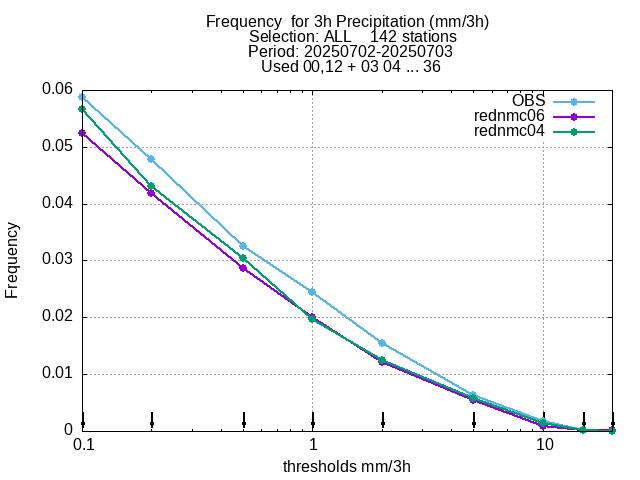 Frequency  for 3h Precipitation (mm/3h)
Selection: ALL    142 stations
Period: 20250702-20250703
Used 00,12 + 03 04 ... 36
OBS
rednmc06
rednmc04
0.06
0.05
0.04
0.03
0.02
0.01
0
Frequency
0.1 1 10
thresholds mm/3h